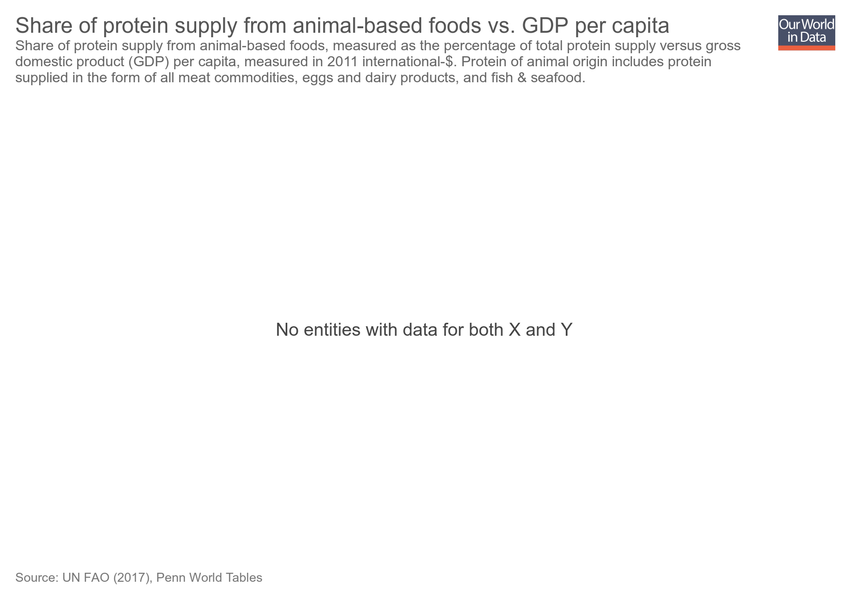 Share of protein supply from animal-based foods vs. GDP per capita
Our World
in Data
Share of protein supply from animal-based foods, measured as the percentage of total protein supply versus gross
domestic product (GDP) per capita, measured in 2011 international-$. Protein of animal origin includes protein
supplied in the form of all meat commodities, eggs and dairy products, and fish & seafood.
No entities with data for both X and Y
Source: UN FAO (2017), Penn World Tables